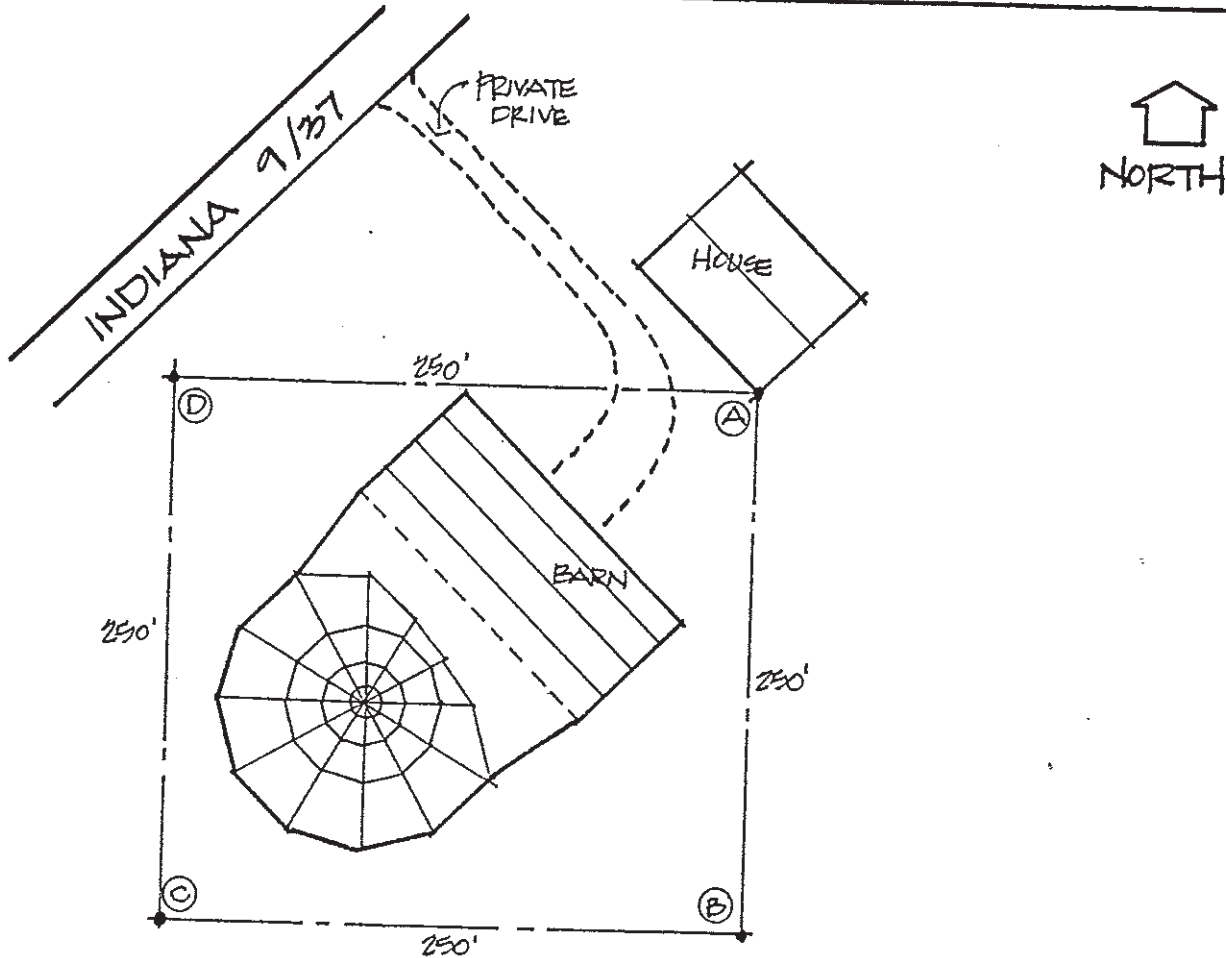 INDIANA 9/37
PRIVATE
DRIVE
NORTH
HOUSE
250'
D
A
BARN
250'
250'
C
B
250'